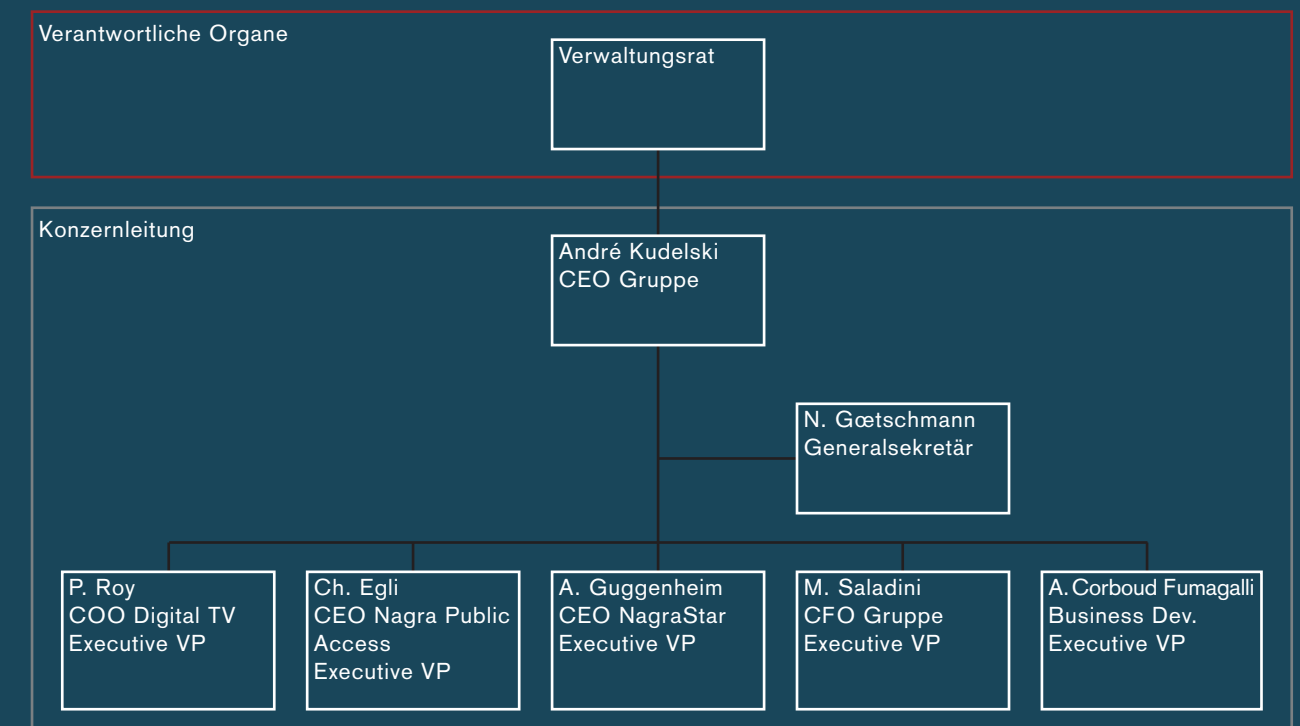 Verantwortliche Organe
Verwaltungsrat
Konzernleitung
André Kudelski
CEO Gruppe
N. Gœtschmann
Generalsekretär
P. Roy
COO Digital TV
Executive VP
Ch. Egli
CEO Nagra Public
Access
Executive VP
A. Guggenheim
CEO NagraStar
Executive VP
M. Saladini
CFO Gruppe
Executive VP
A. Corboud Fumagalli
Business Dev.
Executive VP